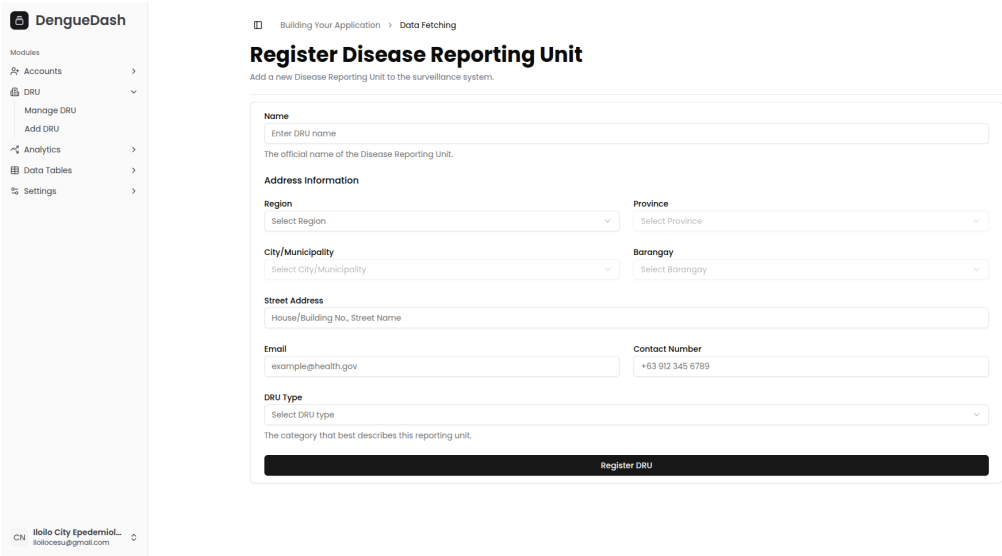 DengueDash
Modules
Accounts
DRU
Manage DRU
Add DRU
Analytics
Data Tables
Settings
CN
Iloilo City Epedemiol...
iloilocesu@gmail.com
Building Your Application > Data Fetching
Register Disease Reporting Unit
Add a new Disease Reporting Unit to the surveillance system.
Name
Enter DRU name
The official name of the Disease Reporting Unit.
Address Information
Region
Province
Select Region
Select Province
City/Municipality
Barangay
Select City/Municipality
Select Barangay
Street Address
House/Building No., Street Name
Email
Contact Number
example@health.gov
+63 912 345 6789
DRU Type
Select DRU type
The category that best describes this reporting unit.
Register DRU